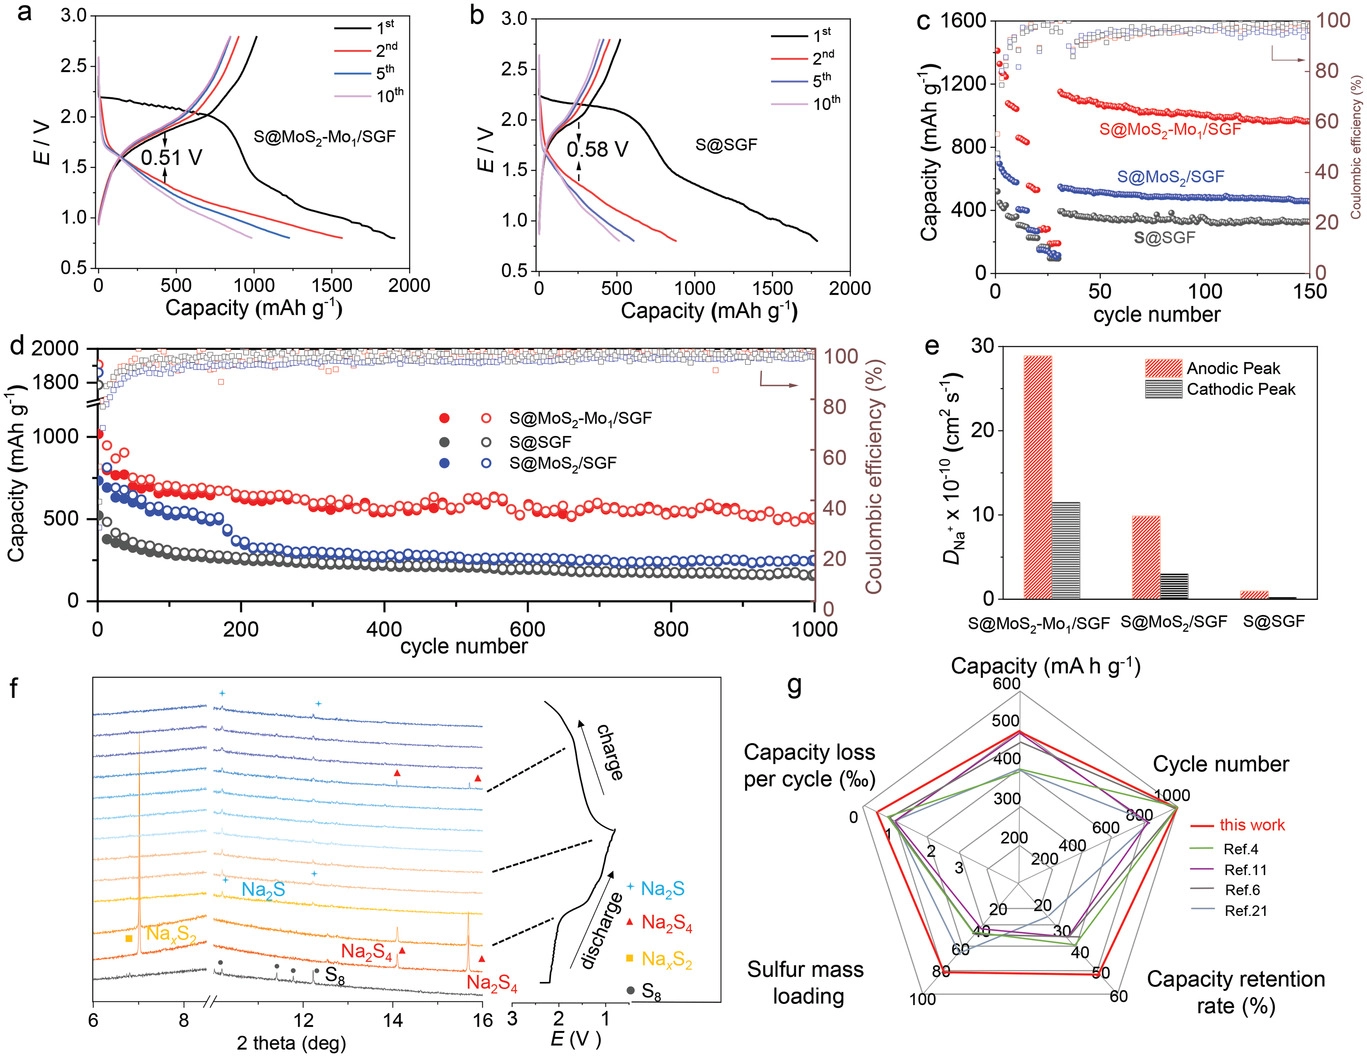 a
3.0
2.5
2.0
1.5
1.0
0.5
E / V
1st
2nd
5th
10th
0.51 V
S@MoS2-Mo1/SGF
0
500
1000
1500
2000
Capacity (mAh g-1)
b
3.0
2.5
2.0
1.5
1.0
0.5
E / V
1st
2nd
5th
10th
0.58 V
S@SGF
0
500
1000
1500
2000
Capacity (mAh g-1)
c
1600
1200
800
400
0
Capacity (mAh g-1)
S@MoS2-Mo1/SGF
S@MoS2/SGF
S@SGF
100
80
60
40
20
0
Coulombic efficiency (%)
0
50
100
150
cycle number
d
2000
1800
1000
500
0
Capacity (mAh g-1)
S@MoS2-Mo1/SGF
S@SGF
S@MoS2/SGF
100
80
60
40
20
0
Coulombic efficiency (%)
0
200
400
600
800
1000
cycle number
e
30
20
10
0
DNa+ x 10-10 (cm2 s-1)
Anodic Peak
Cathodic Peak
S@MoS2-Mo1/SGF
S@MoS2/SGF
S@SGF
f
Na2S
NaxS2
Na2S4
Na2S4
S8
6
8
12
14
16
2 theta (deg)
charge
discharge
Na2S
Na2S4
NaxS2
S8
3
2
1
E (V )
g
Capacity (mA h g-1)
600
500
400
300
200
Cycle number
1000
800
600
400
200
Capacity loss
per cycle (‰)
0
1
2
3
20
40
60
80
100
Sulfur mass
loading
20
30
40
50
60
Capacity retention
rate (%)
this work
Ref.4
Ref.11
Ref.6
Ref.21